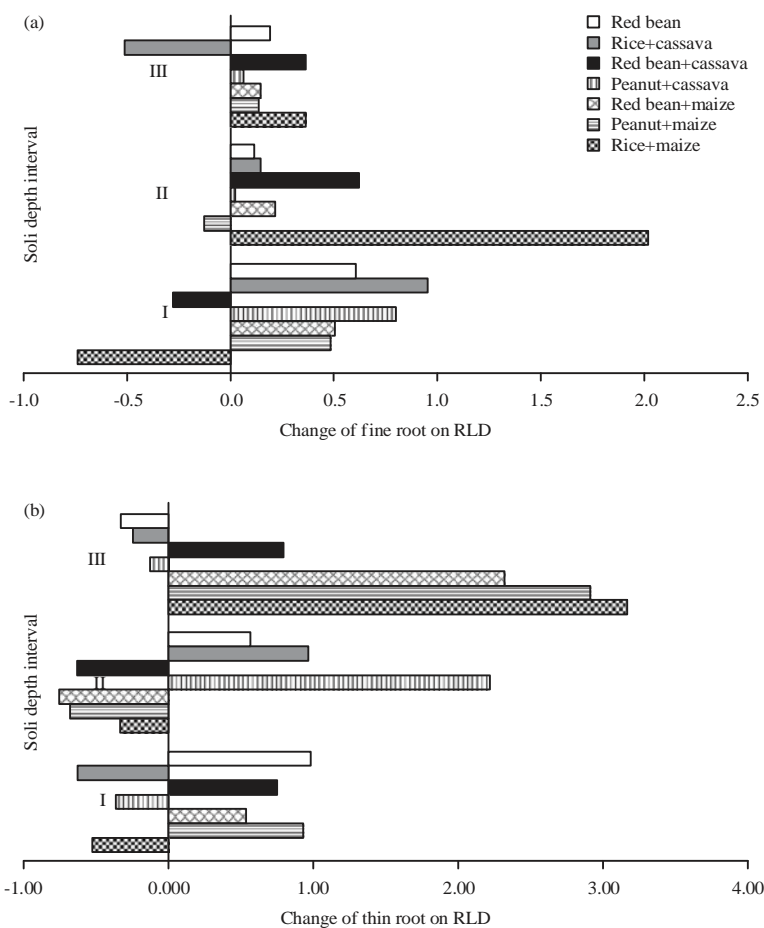 (a)
Red bean
Rice+cassava
Red bean+cassava
Peanut+cassava
Red bean+maize
Peanut+maize
Rice+maize
III
II
I
Soli depth interval
-1.0 -0.5 0.0 0.5 1.0 1.5 2.0 2.5
Change of fine root on RLD
(b)
III
II
I
Soli depth interval
-1.00 0.000 1.00 2.00 3.00 4.00
Change of thin root on RLD